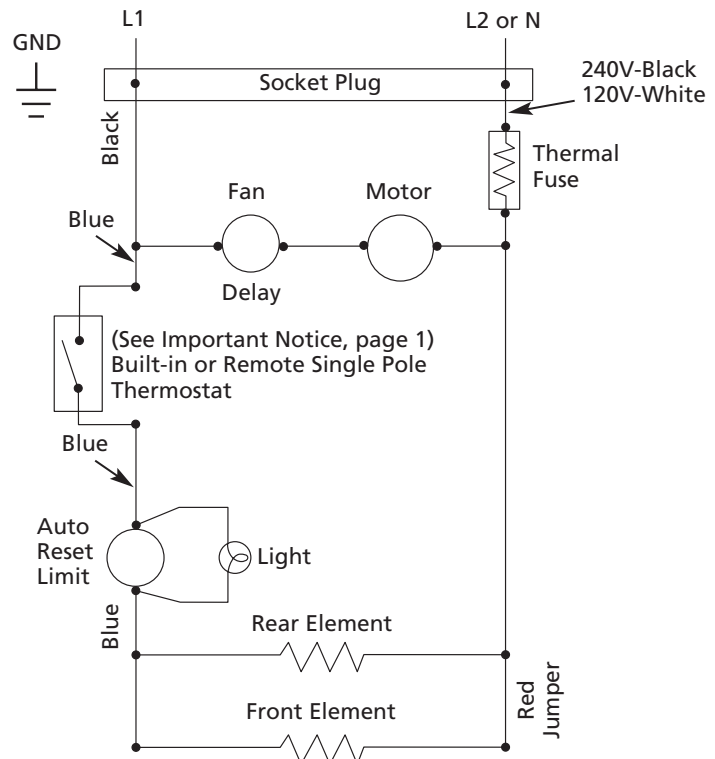 L1
L2 or N
GND
Socket Plug
240V-Black
120V-White
Black
Thermal
Fuse
Fan
Motor
Blue
Delay
(See Important Notice, page 1)
Built-in or Remote Single Pole
Thermostat
Blue
Auto
Reset
Limit
Light
Blue
Rear Element
Red
Jumper
Front Element